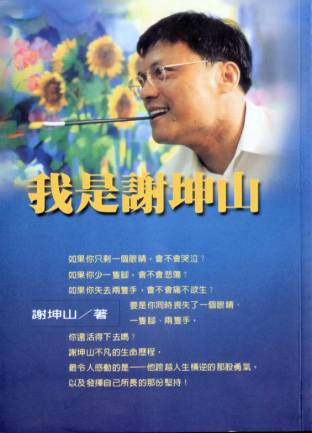 我是謝坤山
如果你只剩一個眼睛，會不會哭泣？
如果你少一隻腳，會不會悲傷？
如果你失去兩隻手，會不會痛不欲生？
要是你同時喪失了一個眼睛、
謝坤山／著
一隻腳、兩隻手，
你還活得下去嗎？
謝坤山不凡的生命歷程，
最令人感動的是──他跨越人生橫逆的那股勇氣，
以及發揮自己所長的那份堅持！